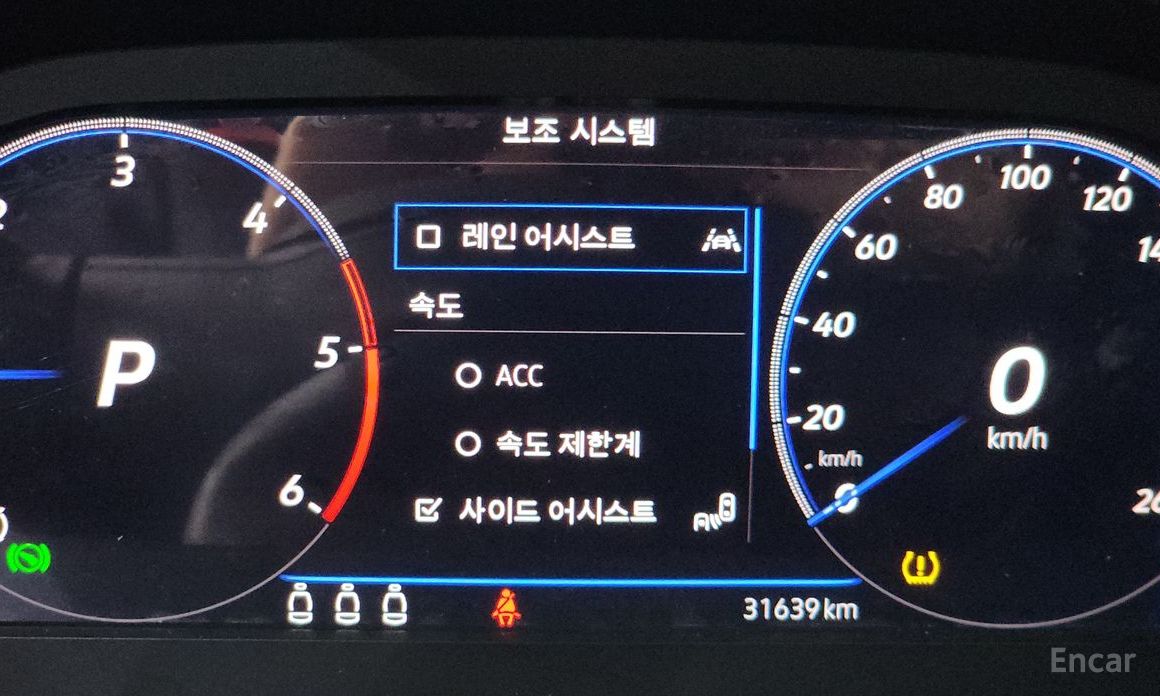 보조 시스템
3
4
5
6
P
레인 어시스트
속도
ACC
속도 제한계
사이드 어시스트
20
40
60
80
100
120
0
km/h
km/h
0
31639 km
Encar